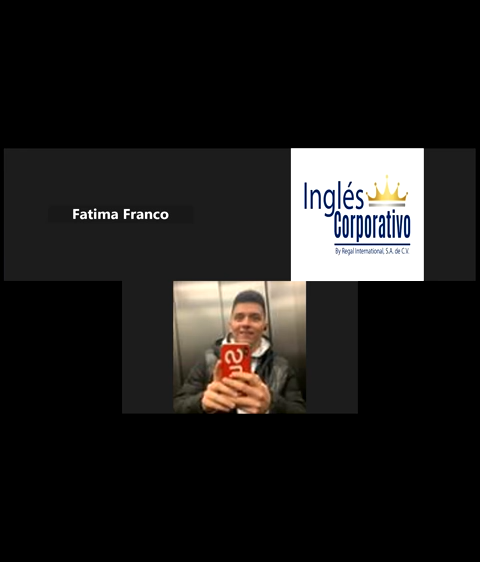 Fatima Franco
Inglés
Corporativo
By Regal International, S.A. de C.V.